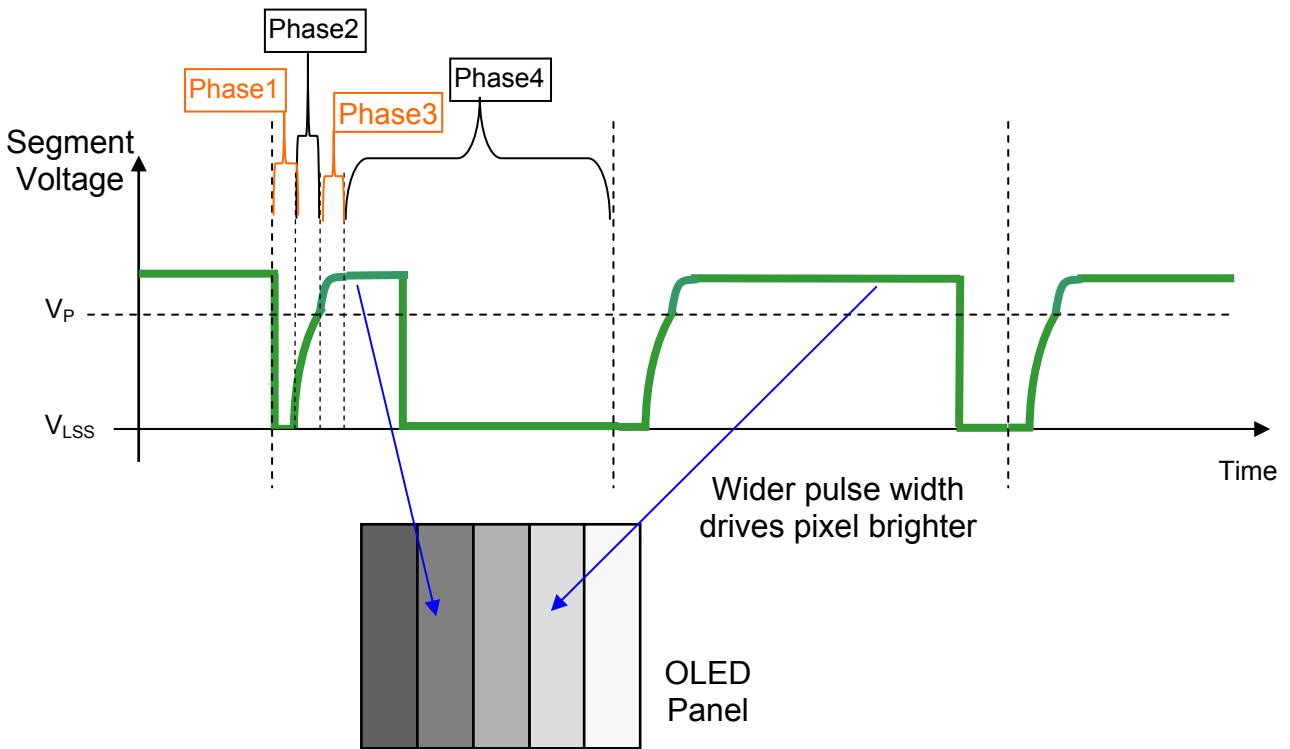 Phase2
Phase1
Phase4
Phase3
Segment
Voltage
VP
VLSS
Time
Wider pulse width
drives pixel brighter
OLED
Panel